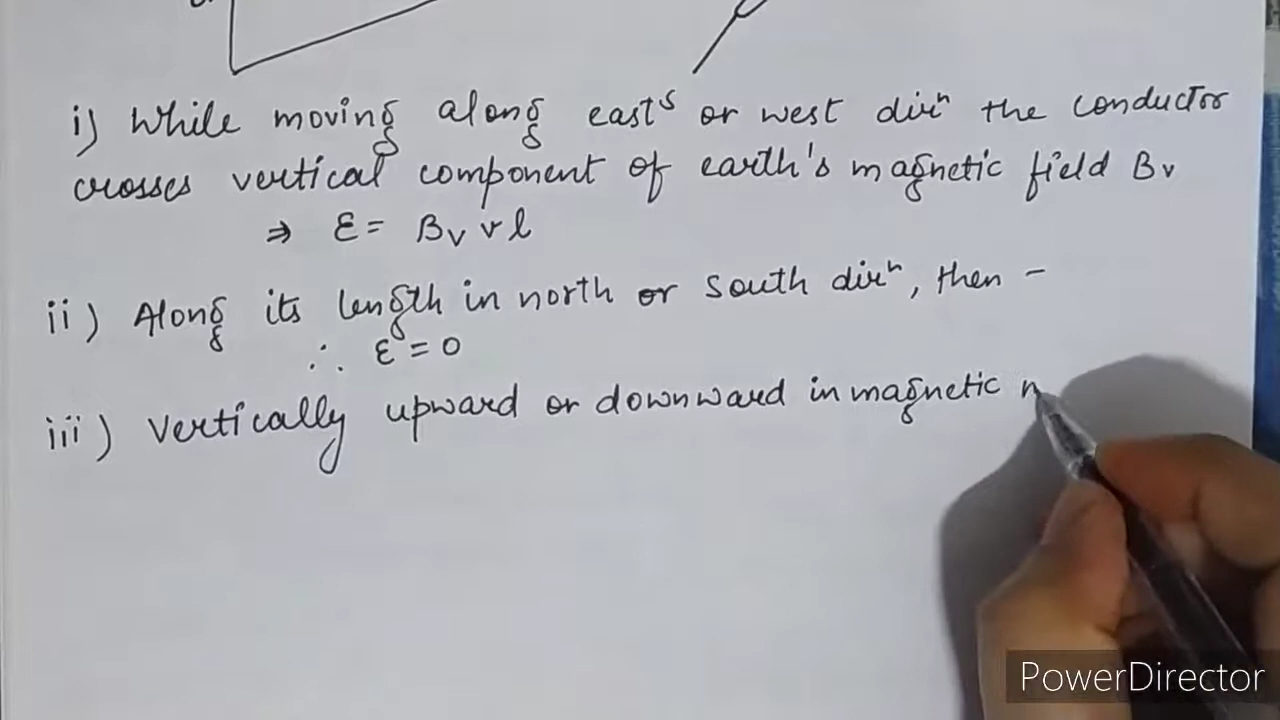 i) While moving along east's or west dirⁿ the conductor
crosses vertical component of earth's magnetic field Bv
⇒ ε = Bv v l
ii) Along its length in north or south dirⁿ, then -
∴ ε = 0
iii) Vertically upward or downward in magnetic
PowerDirector